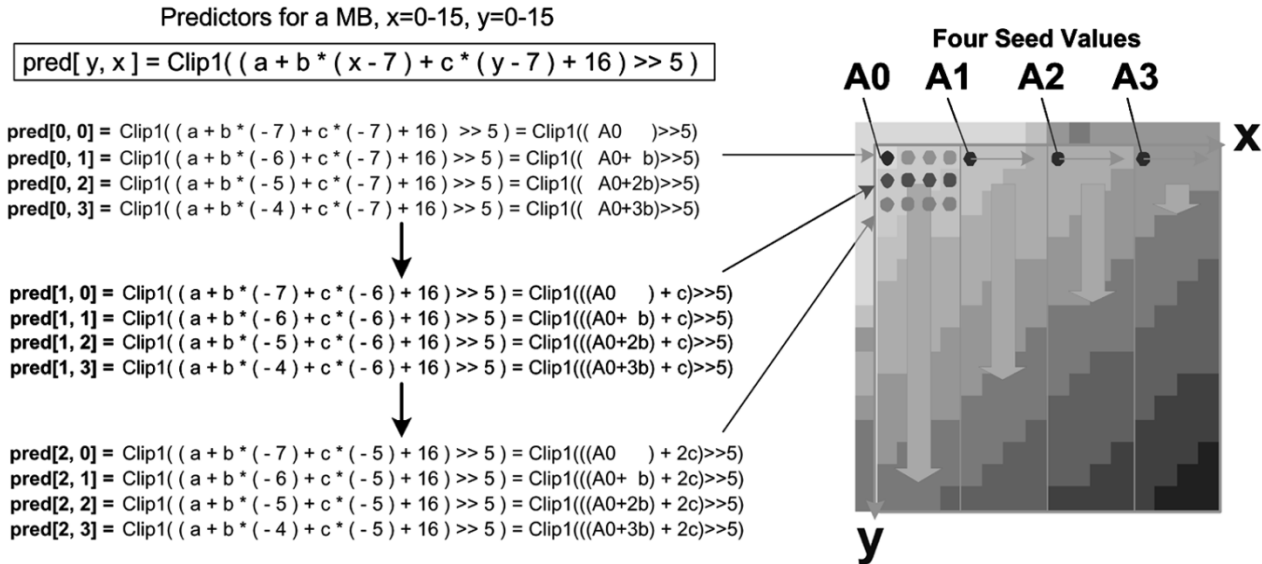 Predictors for a MB, x=0-15, y=0-15
pred[ y, x ] = Clip1( ( a + b * ( x - 7 ) + c * ( y - 7 ) + 16 ) >> 5 )
pred[0, 0] = Clip1( ( a + b * ( - 7 ) + c * ( - 7 ) + 16 ) >> 5 ) = Clip1(( A0 )>>5)
pred[0, 1] = Clip1( ( a + b * ( - 6 ) + c * ( - 7 ) + 16 ) >> 5 ) = Clip1(( A0+ b)>>5)
pred[0, 2] = Clip1( ( a + b * ( - 5 ) + c * ( - 7 ) + 16 ) >> 5 ) = Clip1(( A0+2b)>>5)
pred[0, 3] = Clip1( ( a + b * ( - 4 ) + c * ( - 7 ) + 16 ) >> 5 ) = Clip1(( A0+3b)>>5)
pred[1, 0] = Clip1( ( a + b * ( - 7 ) + c * ( - 6 ) + 16 ) >> 5 ) = Clip1(((A0 ) + c)>>5)
pred[1, 1] = Clip1( ( a + b * ( - 6 ) + c * ( - 6 ) + 16 ) >> 5 ) = Clip1(((A0+ b) + c)>>5)
pred[1, 2] = Clip1( ( a + b * ( - 5 ) + c * ( - 6 ) + 16 ) >> 5 ) = Clip1(((A0+2b) + c)>>5)
pred[1, 3] = Clip1( ( a + b * ( - 4 ) + c * ( - 6 ) + 16 ) >> 5 ) = Clip1(((A0+3b) + c)>>5)
pred[2, 0] = Clip1( ( a + b * ( - 7 ) + c * ( - 5 ) + 16 ) >> 5 ) = Clip1(((A0 ) + 2c)>>5)
pred[2, 1] = Clip1( ( a + b * ( - 6 ) + c * ( - 5 ) + 16 ) >> 5 ) = Clip1(((A0+ b) + 2c)>>5)
pred[2, 2] = Clip1( ( a + b * ( - 5 ) + c * ( - 5 ) + 16 ) >> 5 ) = Clip1(((A0+2b) + 2c)>>5)
pred[2, 3] = Clip1( ( a + b * ( - 4 ) + c * ( - 5 ) + 16 ) >> 5 ) = Clip1(((A0+3b) + 2c)>>5)
Four Seed Values
A0 A1 A2 A3
x
y